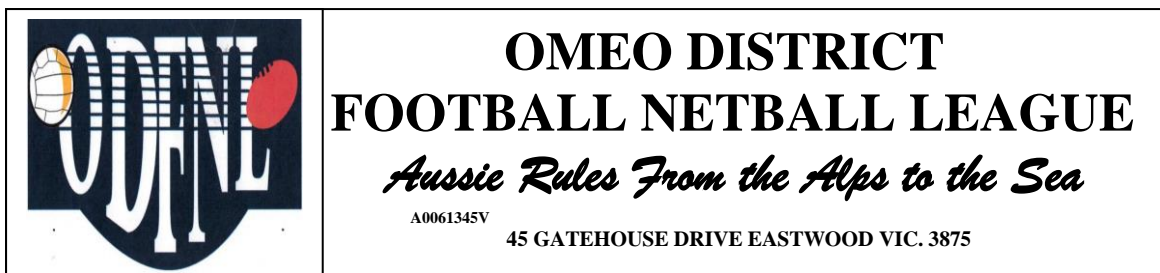 ODFNL
OMEO DISTRICT
FOOTBALL NETBALL LEAGUE
Aussie Rules From the Alps to the Sea
A0061345V
45 GATEHOUSE DRIVE EASTWOOD VIC. 3875